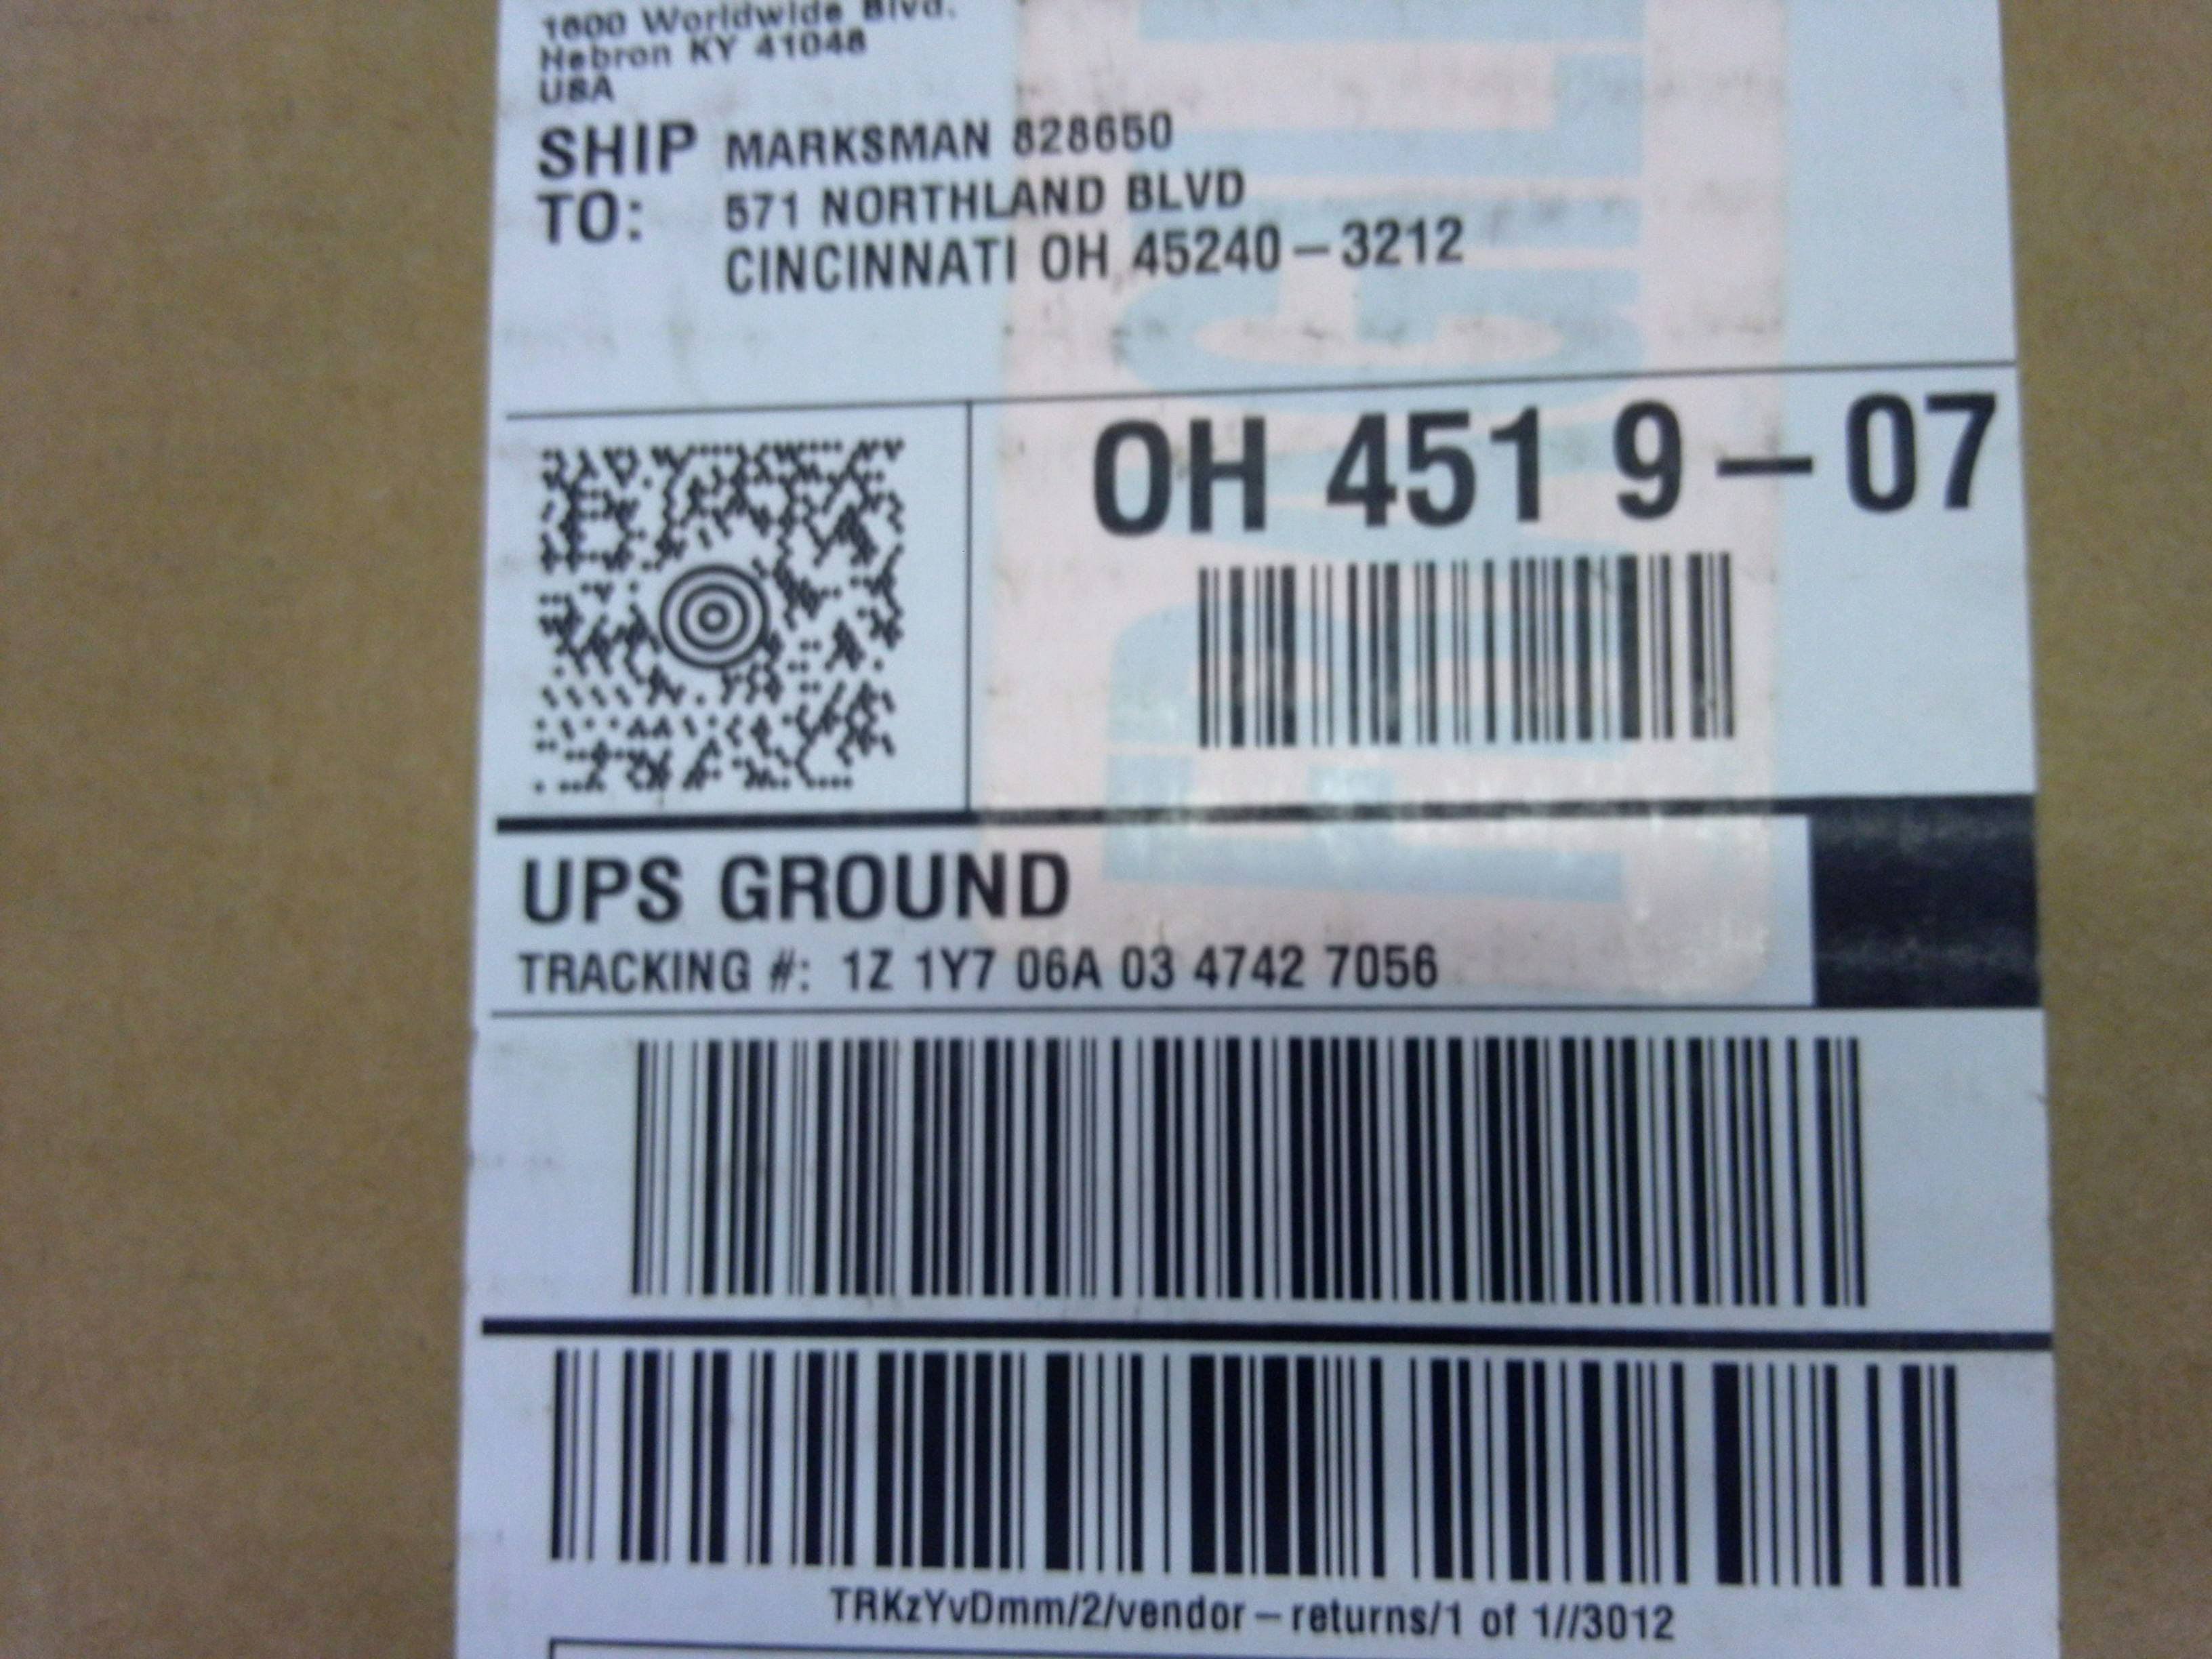 1600 Worldwide Blvd.
Hebron KY 41048
USA
SHIP TO: MARKSMAN 828650
571 NORTHLAND BLVD
CINCINNATI OH 45240-3212
FRAGIL
OH 451 9-07
UPS GROUND
TRACKING #: 1Z 1Y7 06A 03 4742 7056
TRKzYvDmm/2/vendor-returns/1 of 1//3012